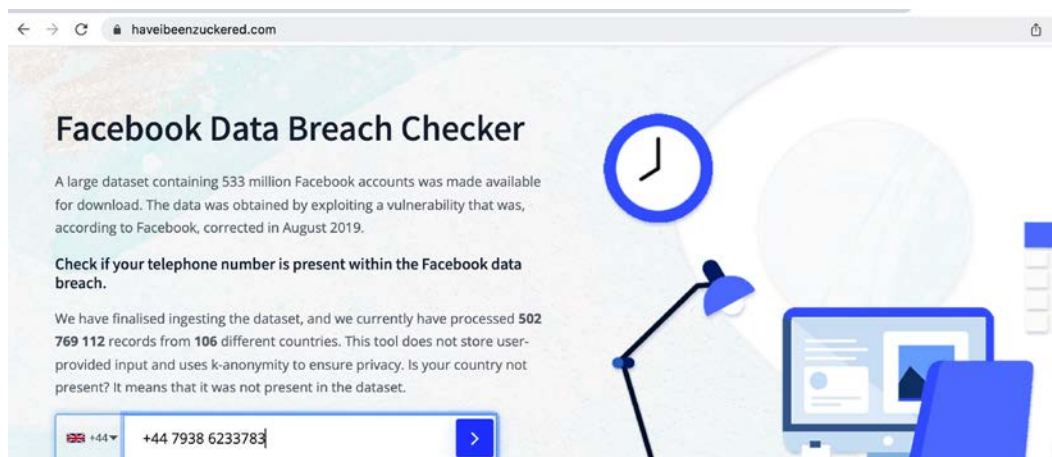 haveibeenzuckered.com
Facebook Data Breach Checker
A large dataset containing 533 million Facebook accounts was made available
for download. The data was obtained by exploiting a vulnerability that was,
according to Facebook, corrected in August 2019.
Check if your telephone number is present within the Facebook data
breach.
We have finalised ingesting the dataset, and we currently have processed 502
769 112 records from 106 different countries. This tool does not store user-
provided input and uses k-anonymity to ensure privacy. Is your country not
present? It means that it was not present in the dataset.
+44 +44 7938 6233783